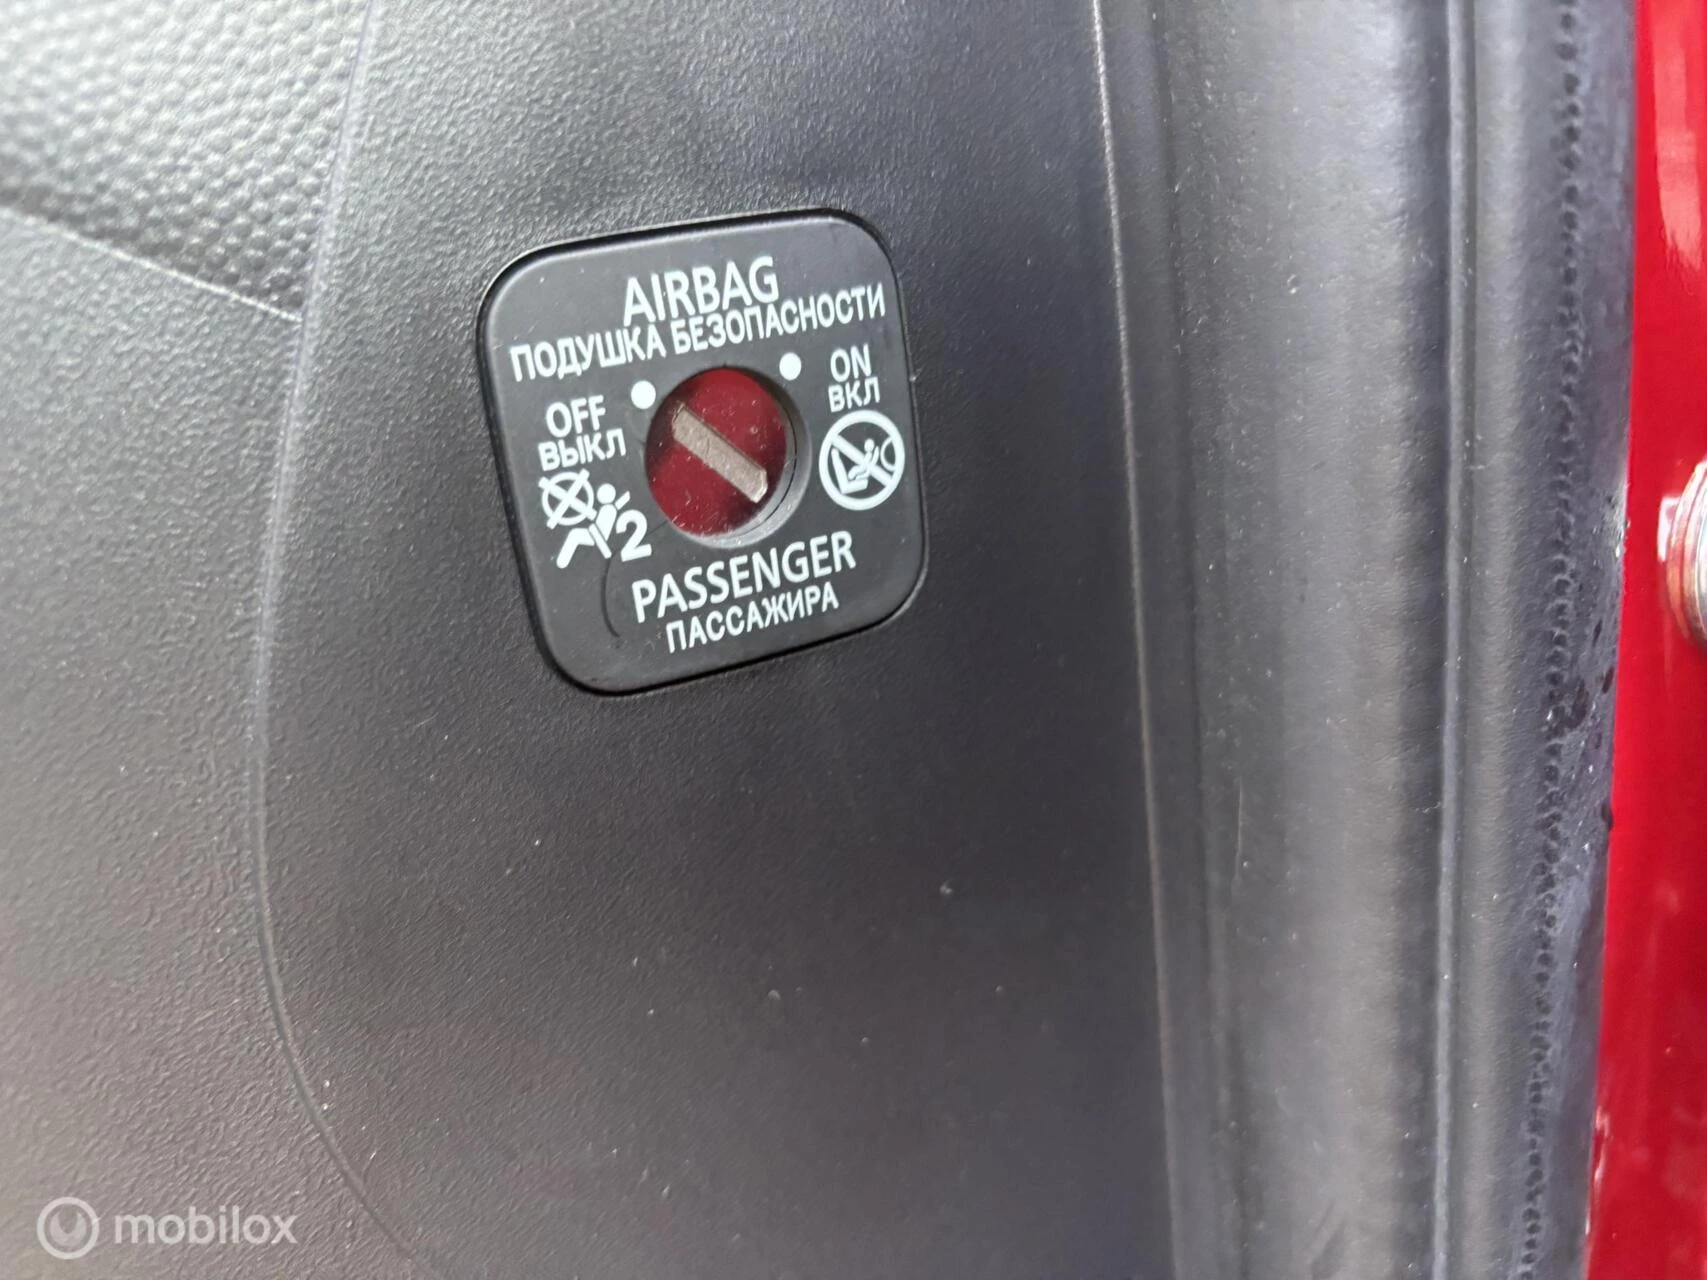 AIRBAG
ПОДУШКА БЕЗОПАСНОСТИ
OFF
ВЫКЛ
ON
ВКЛ
2
PASSENGER
ПАССАЖИРА
mobilox